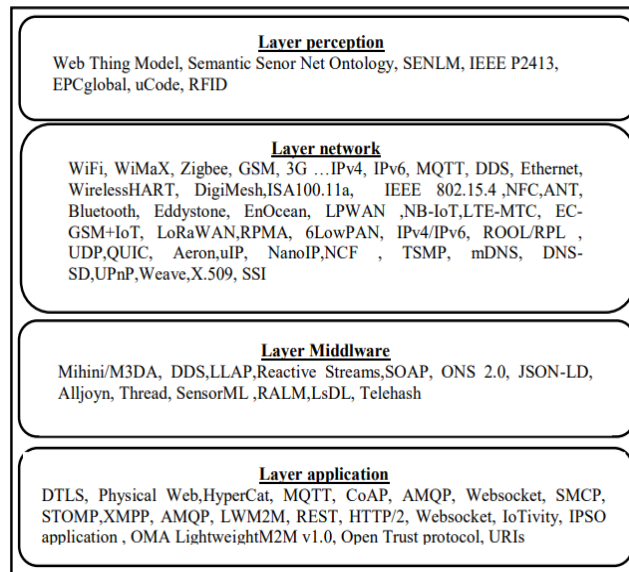 Layer perception
Web Thing Model, Semantic Senor Net Ontology, SENLM, IEEE P2413,
EPCglobal, uCode, RFID
Layer network
WiFi, WiMaX, Zigbee, GSM, 3G …IPv4, IPv6, MQTT, DDS, Ethernet,
WirelessHART, DigiMesh,ISA100.11a, IEEE 802.15.4 ,NFC,ANT,
Bluetooth, Eddystone, EnOcean, LPWAN ,NB-IoT,LTE-MTC, EC-
GSM+IoT, LoRaWAN,RPMA, 6LowPAN, IPv4/IPv6, ROOL/RPL ,
UDP,QUIC, Aeron,uIP, NanoIP,NCF , TSMP, mDNS, DNS-
SD,UPnP,Weave,X.509, SSI
Layer Middlware
Mihini/M3DA, DDS,LLAP,Reactive Streams,SOAP, ONS 2.0, JSON-LD,
Alljoyn, Thread, SensorML ,RALM,LsDL, Telehash
Layer application
DTLS, Physical Web,HyperCat, MQTT, CoAP, AMQP, Websocket, SMCP,
STOMP,XMPP, AMQP, LWM2M, REST, HTTP/2, Websocket, IoTivity, IPSO
application , OMA LightweightM2M v1.0, Open Trust protocol, URIs